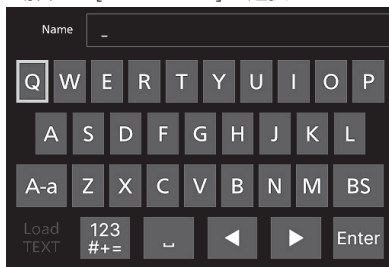 Name _
Q W E R T Y U I O P
A S D F G H J K L
A-a Z X C V B N M BS
Load TEXT 123 #+= ␣ ◀ ▶ Enter